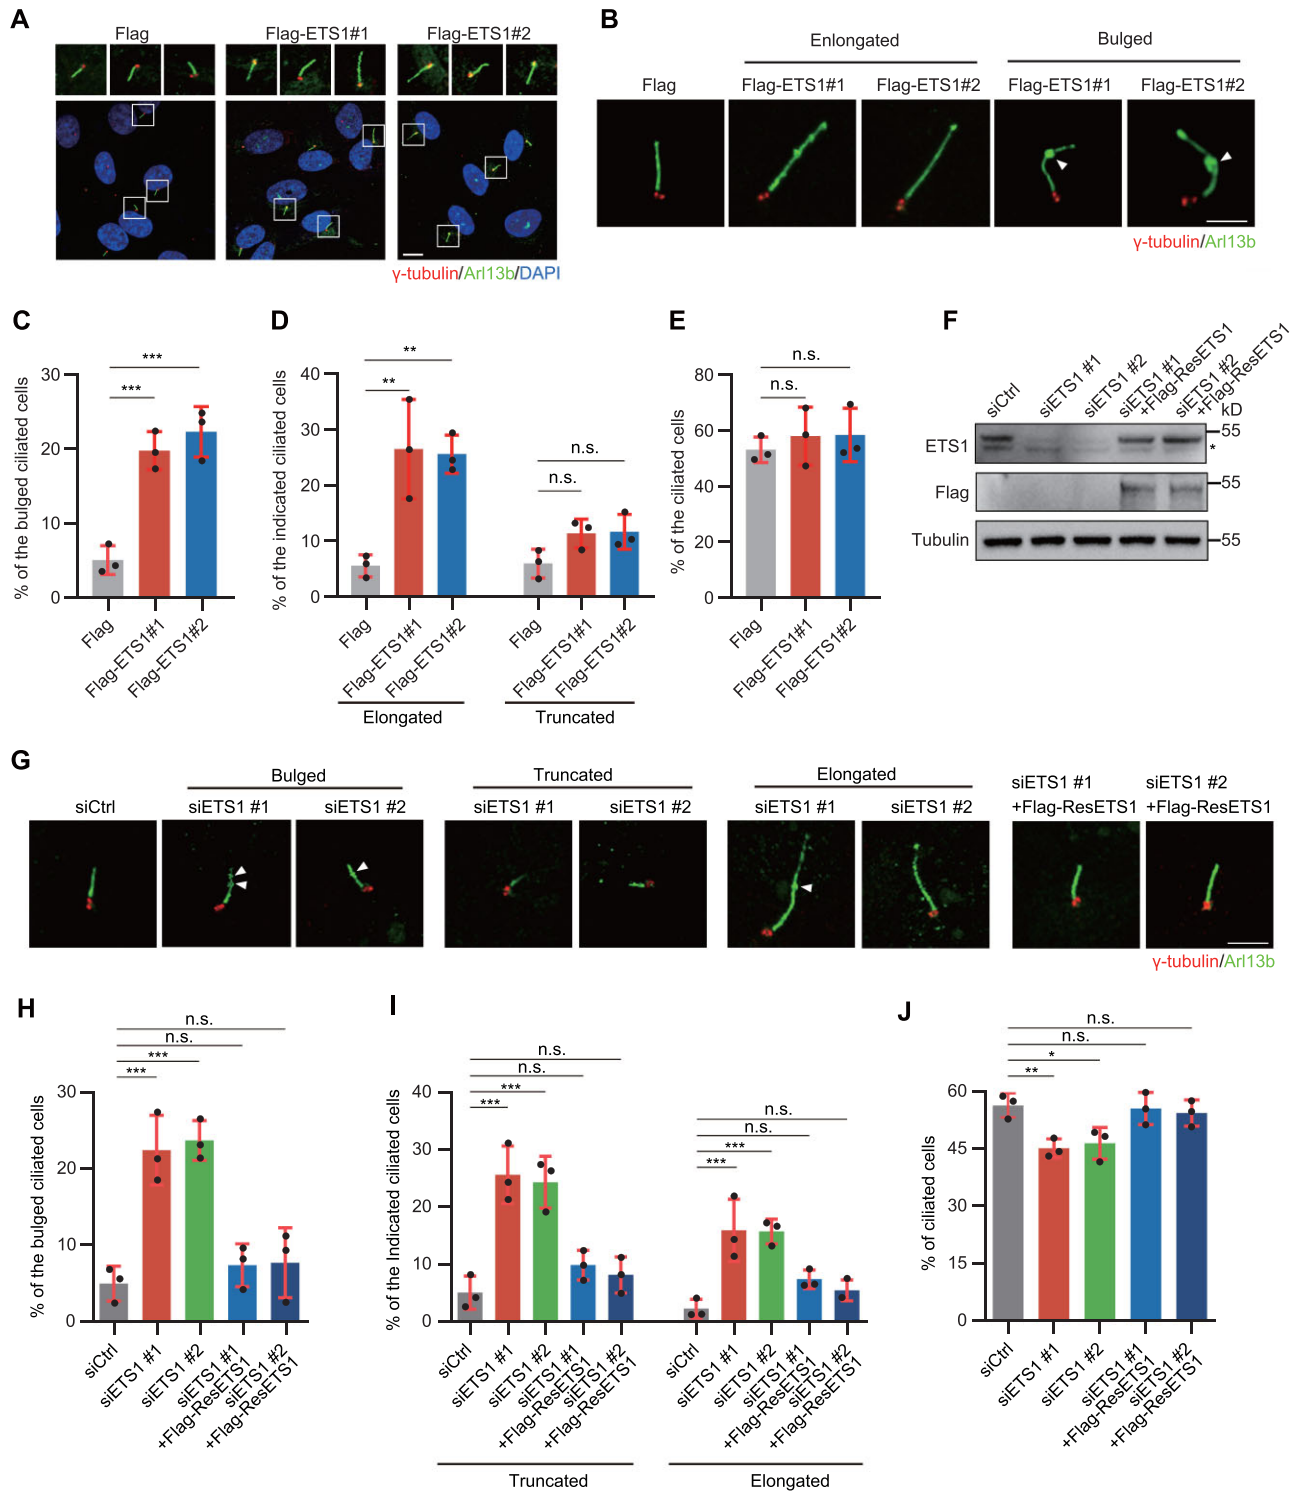 A
Flag
Flag-ETS1#1
Flag-ETS1#2
γ-tubulin/Arl13b/DAPI
B
Enlongated
Bulged
Flag
Flag-ETS1#1
Flag-ETS1#2
Flag-ETS1#1
Flag-ETS1#2
γ-tubulin/Arl13b
C
% of the bulged ciliated cells
30
20
10
0
***
***
Flag
Flag-ETS1#1
Flag-ETS1#2
D
% of the indicated ciliated cells
40
30
20
10
0
**
**
n.s.
n.s.
Flag
Flag-ETS1#1
Flag-ETS1#2
Flag
Flag-ETS1#1
Flag-ETS1#2
Elongated
Truncated
E
% of the ciliated cells
80
60
40
20
0
n.s.
n.s.
Flag
Flag-ETS1#1
Flag-ETS1#2
F
siCtrl
siETS1 #1
siETS1 #2
siETS1 #1
+Flag-ResETS1
siETS1 #2
+Flag-ResETS1
kD
ETS1
55
*
Flag
55
Tubulin
55
G
Bulged
Truncated
Elongated
siCtrl
siETS1 #1
siETS1 #2
siETS1 #1
siETS1 #2
siETS1 #1
siETS1 #2
siETS1 #1
+Flag-ResETS1
siETS1 #2
+Flag-ResETS1
γ-tubulin/Arl13b
H
% of the bulged ciliated cells
30
20
10
0
n.s.
n.s.
***
***
siCtrl
siETS1 #1
siETS1 #2
siETS1 #1
+Flag-ResETS1
siETS1 #2
+Flag-ResETS1
I
% of the Indicated ciliated cells
40
30
20
10
0
n.s.
n.s.
***
***
n.s.
n.s.
***
***
siCtrl
siETS1 #1
siETS1 #2
siETS1 #1
+Flag-ResETS1
siETS1 #2
+Flag-ResETS1
siCtrl
siETS1 #1
siETS1 #2
siETS1 #1
+Flag-ResETS1
siETS1 #2
+Flag-ResETS1
Truncated
Elongated
J
% of ciliated cells
60
45
30
15
0
n.s.
n.s.
*
**
siCtrl
siETS1 #1
siETS1 #2
siETS1 #1
+Flag-ResETS1
siETS1 #2
+Flag-ResETS1